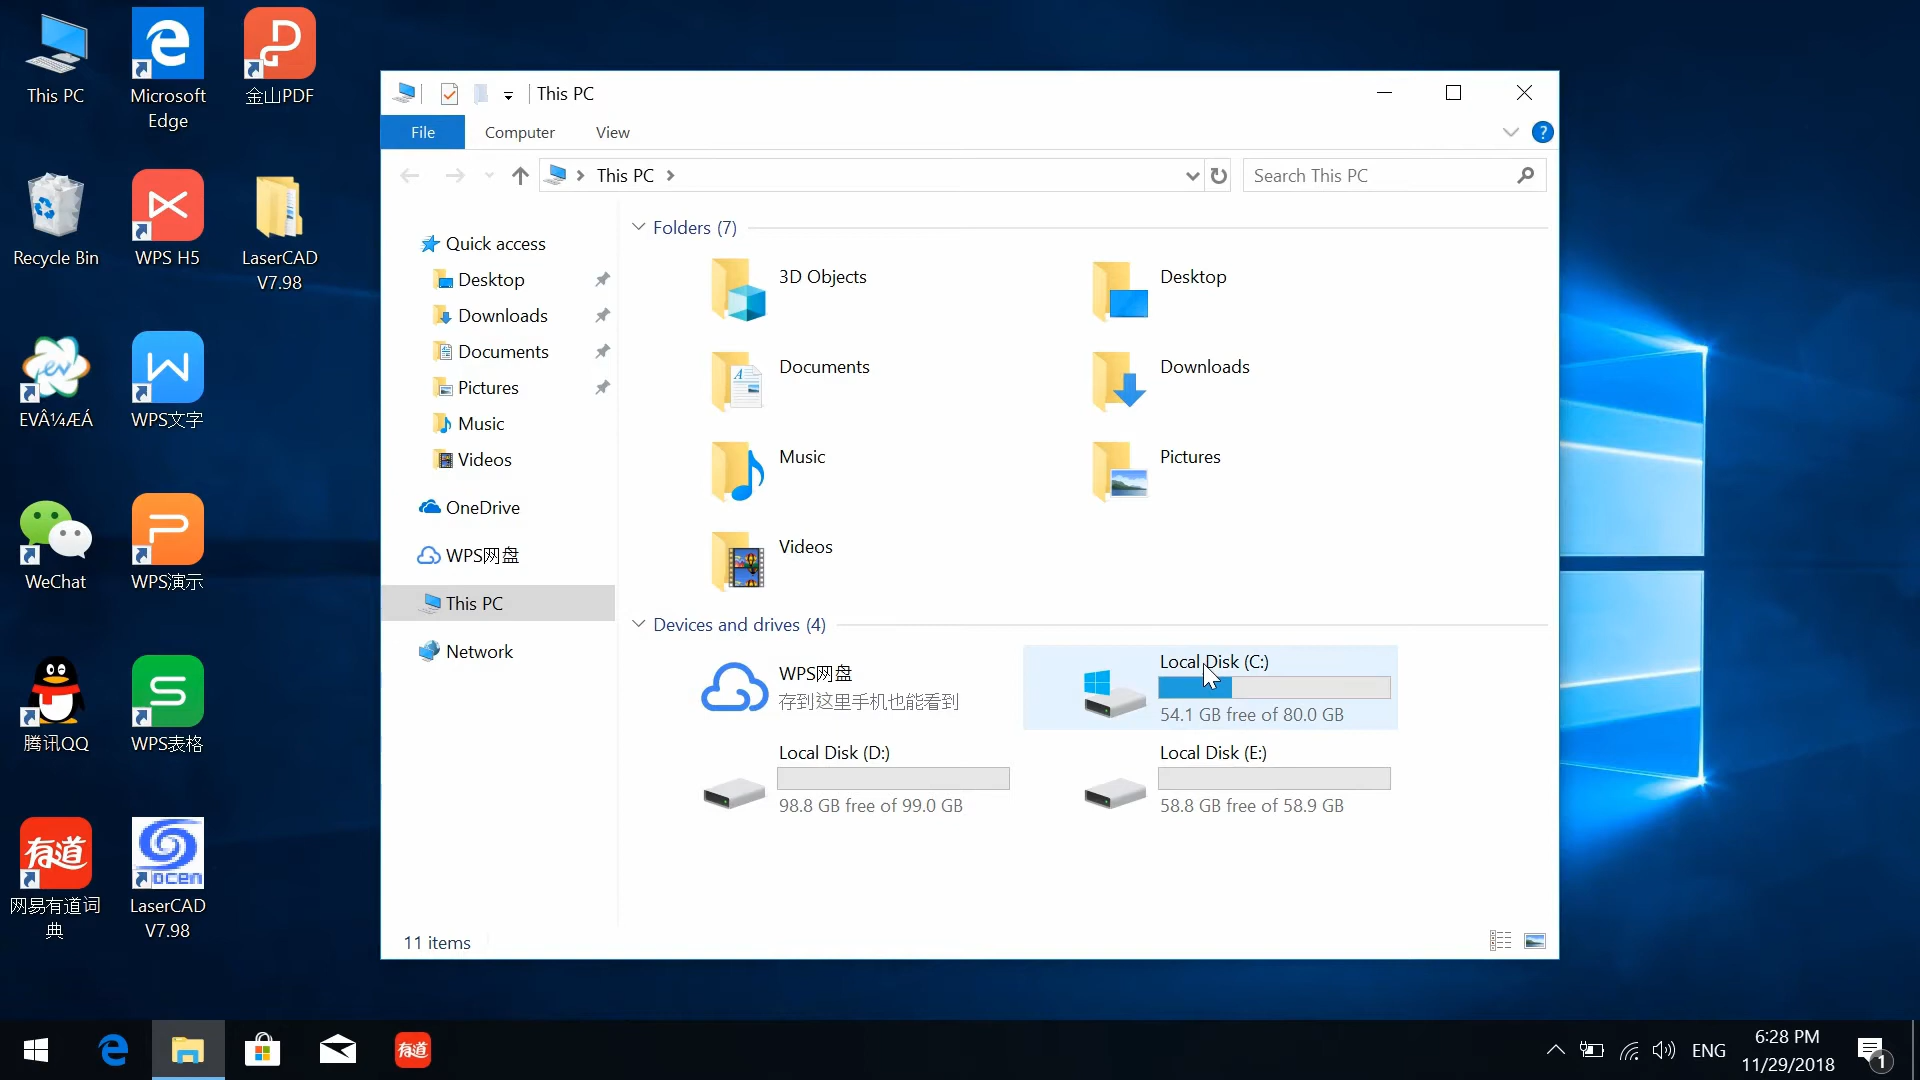 This PC
Microsoft
Edge
金山PDF
Recycle Bin
WPS H5
LaserCAD
V7.98
EVÂ¼ÆÁ
WPS文字
WeChat
WPS演示
腾讯QQ
WPS表格
有道
网易有道词
典
OCEN
LaserCAD
V7.98
This PC
File
Computer
View
This PC
Search This PC
Quick access
Desktop
Downloads
Documents
Pictures
Music
Videos
OneDrive
WPS网盘
This PC
Network
Folders (7)
3D Objects
Desktop
Documents
Downloads
Music
Pictures
Videos
Devices and drives (4)
WPS网盘
存到这里手机也能看到
Local Disk (C:)
54.1 GB free of 80.0 GB
Local Disk (D:)
98.8 GB free of 99.0 GB
Local Disk (E:)
58.8 GB free of 58.9 GB
11 items
有道
ENG
6:28 PM
11/29/2018
1